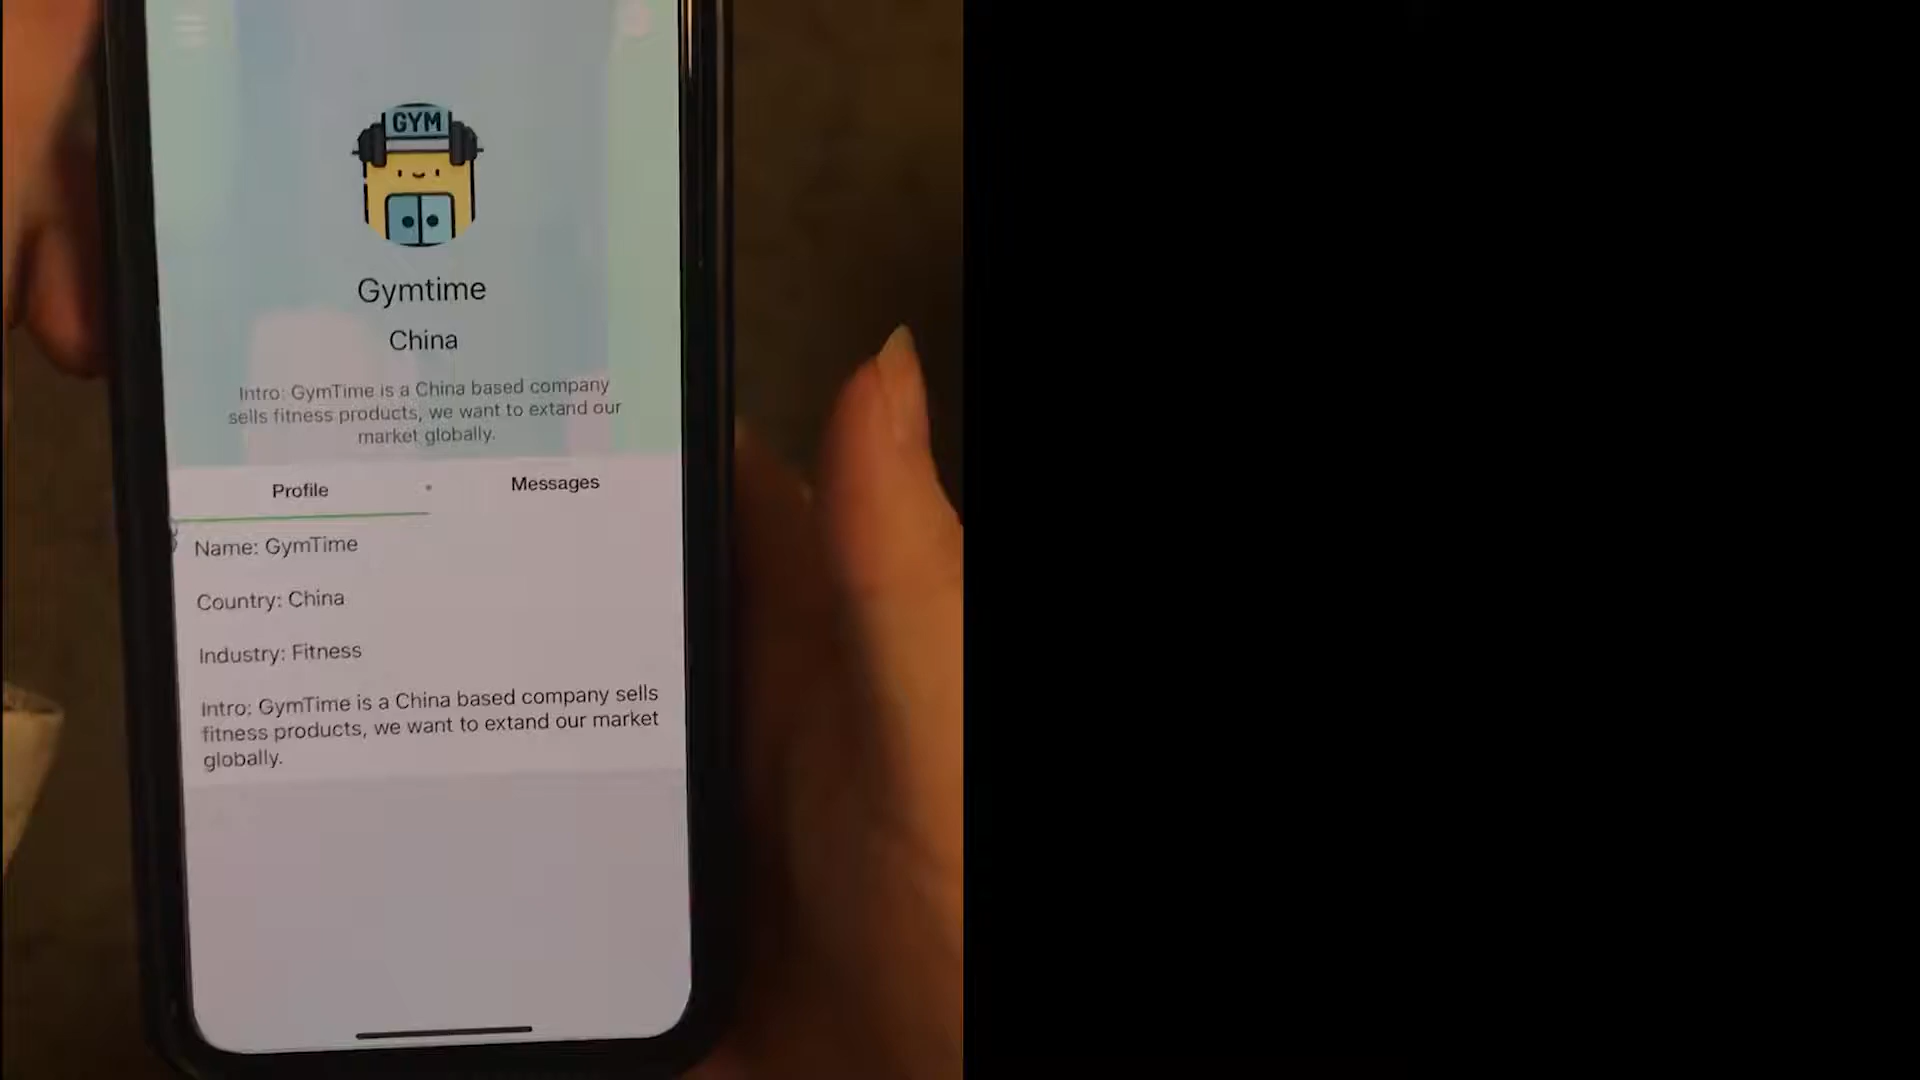 GYM
Gymtime
China
Intro: GymTime is a China based company
sells fitness products, we want to extand our
market globally.
Profile
Messages
Name: GymTime
Country: China
Industry: Fitness
Intro: GymTime is a China based company sells
fitness products, we want to extand our market
globally.